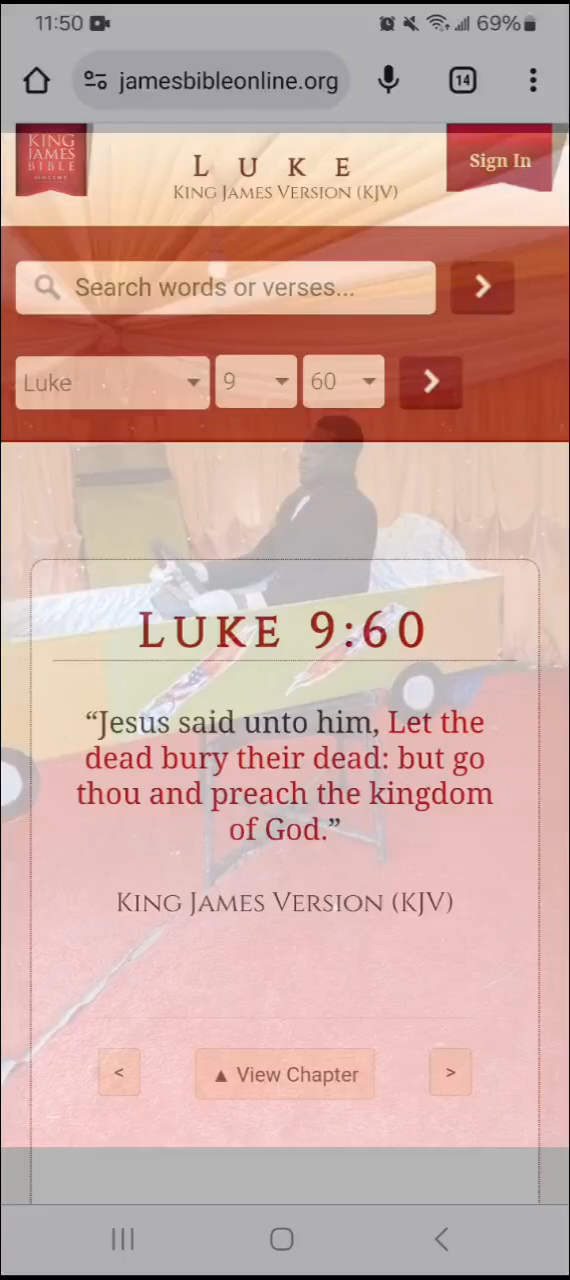 11:50
69%
jamesbibleonline.org
14
KING
JAMES
BIBLE
ONLINE
LUKE
KING JAMES VERSION (KJV)
Sign In
Search words or verses...
Luke
9
60
LUKE 9:60
“Jesus said unto him, Let the
dead bury their dead: but go
thou and preach the kingdom
of God.”
KING JAMES VERSION (KJV)
<
▲ View Chapter
>